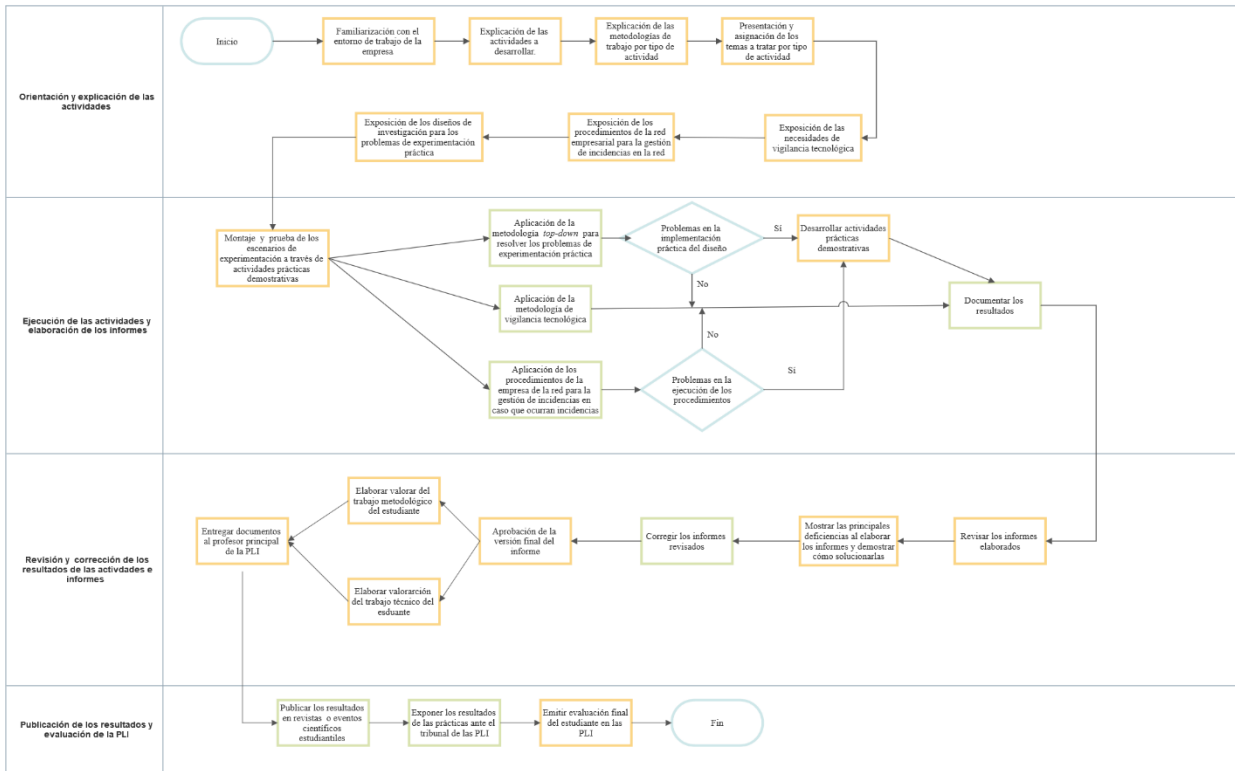 Orientación y explicación de las
actividades
Inicio
Familiarización con el
entorno de trabajo de la
empresa
Explicación de las
actividades a
desarrollar.
Explicación de las
metodologías de
trabajo por tipo de
actividad
Presentación y
asignación de los
temas a tratar por tipo
de actividad
Exposición de los diseños de
investigación para los
problemas de experimentación
práctica
Exposición de los
procedimientos de la red
empresarial para la gestión
de incidencias en la red
Exposición de las
necesidades de
vigilancia tecnológica
Ejecución de las actividades y
elaboración de los informes
Montaje y prueba de los
escenarios de
experimentación a través de
actividades prácticas
demostrativas
Aplicación de la
metodología top-down para
resolver los problemas de
experimentación práctica
Problemas en la
implementación
práctica del diseño
Sí
No
Desarrollar actividades
prácticas
demostrativas
Aplicación de la
metodología de
vigilancia tecnológica
Documentar los
resultados
No
Aplicación de los
procedimientos de la
empresa de la red para la
gestión de incidencias en
caso que ocurran incidencias
Problemas en la
ejecución de los
procedimientos
Sí
Revisión y corrección de los
resultados de las actividades e
informes
Entregar documentos
al profesor principal
de la PLI
Elaborar valorar del
trabajo metodológico
del estudiante
Elaborar valorarción
del trabajo técnico del
esduante
Aprobación de la
versión final del
informe
Corregir los informes
revisados
Mostrar las principales
deficiencias al elaborar
los informes y demostrar
cómo solucionarlas
Revisar los informes
elaborados
Publicación de los resultados y
evaluación de la PLI
Publicar los resultados
en revistas o eventos
científicos
estudiantiles
Exponer los resultados
de las prácticas ante el
tribunal de las PLI
Emitir evaluación final
del estudiante en las
PLI
Fin